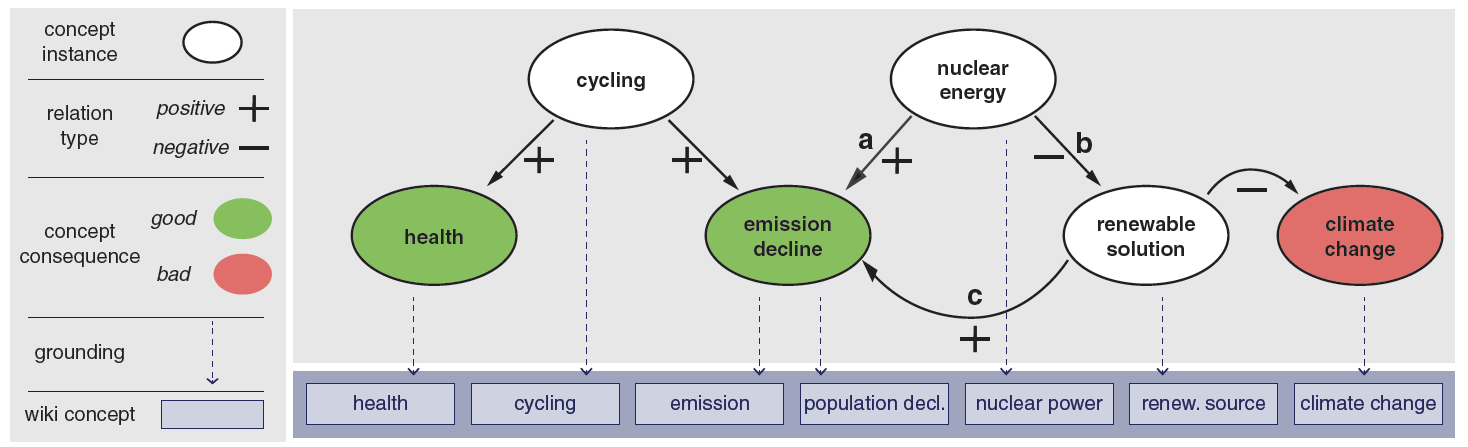 concept
instance
relation
type
positive +
negative −
concept
consequence
good
bad
grounding
wiki concept
cycling
nuclear
energy
a
+
+
+
−
b
−
health
emission
decline
renewable
solution
climate
change
c
+
health
cycling
emission
population decl.
nuclear power
renew. source
climate change